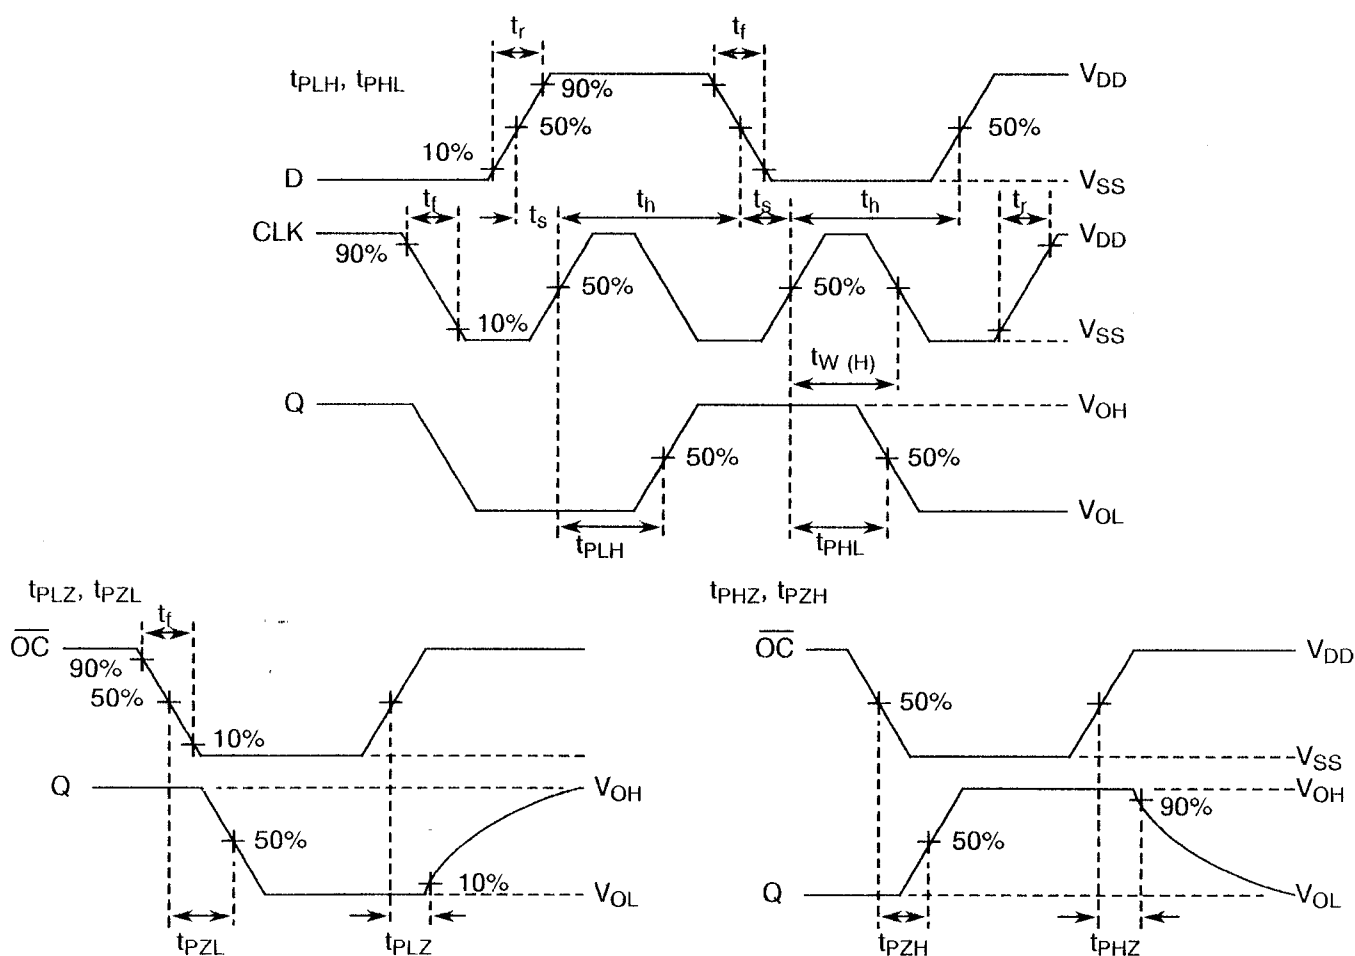 tr
tf
tPLH, tPHL
VDD
90%
50%
50%
10%
D
VSS
tf
ts
th
ts
th
tr
CLK
VDD
90%
50%
50%
10%
VSS
tW (H)
Q
VOH
50%
50%
VOL
tPLH
tPHL
tPLZ, tPZL
tf
OC
90%
50%
10%
Q
VOH
50%
10%
VOL
tPZL
tPLZ
tPHZ, tPZH
OC
VDD
50%
VSS
VOH
90%
50%
Q
VOL
tPZH
tPHZ